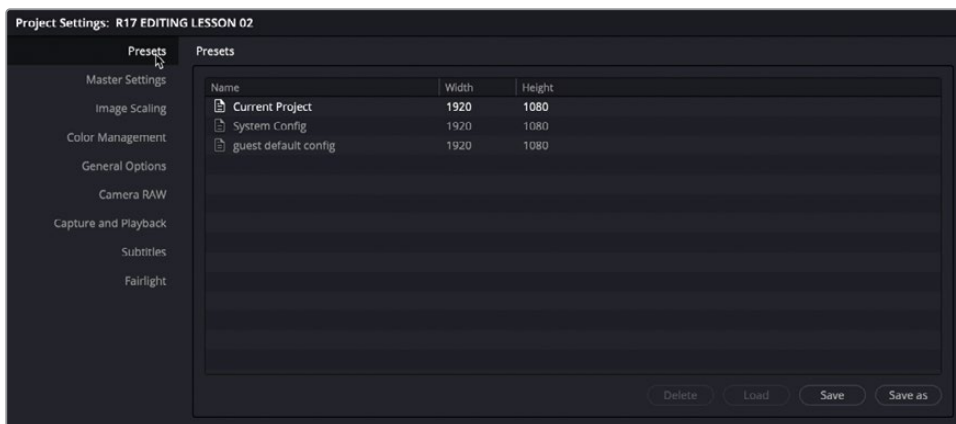 Project Settings: R17 EDITING LESSON 02
Presets
Master Settings
Image Scaling
Color Management
General Options
Camera RAW
Capture and Playback
Subtitles
Fairlight
Presets
Name Width Height
Current Project 1920 1080
System Config 1920 1080
guest default config 1920 1080
Delete Load Save Save as